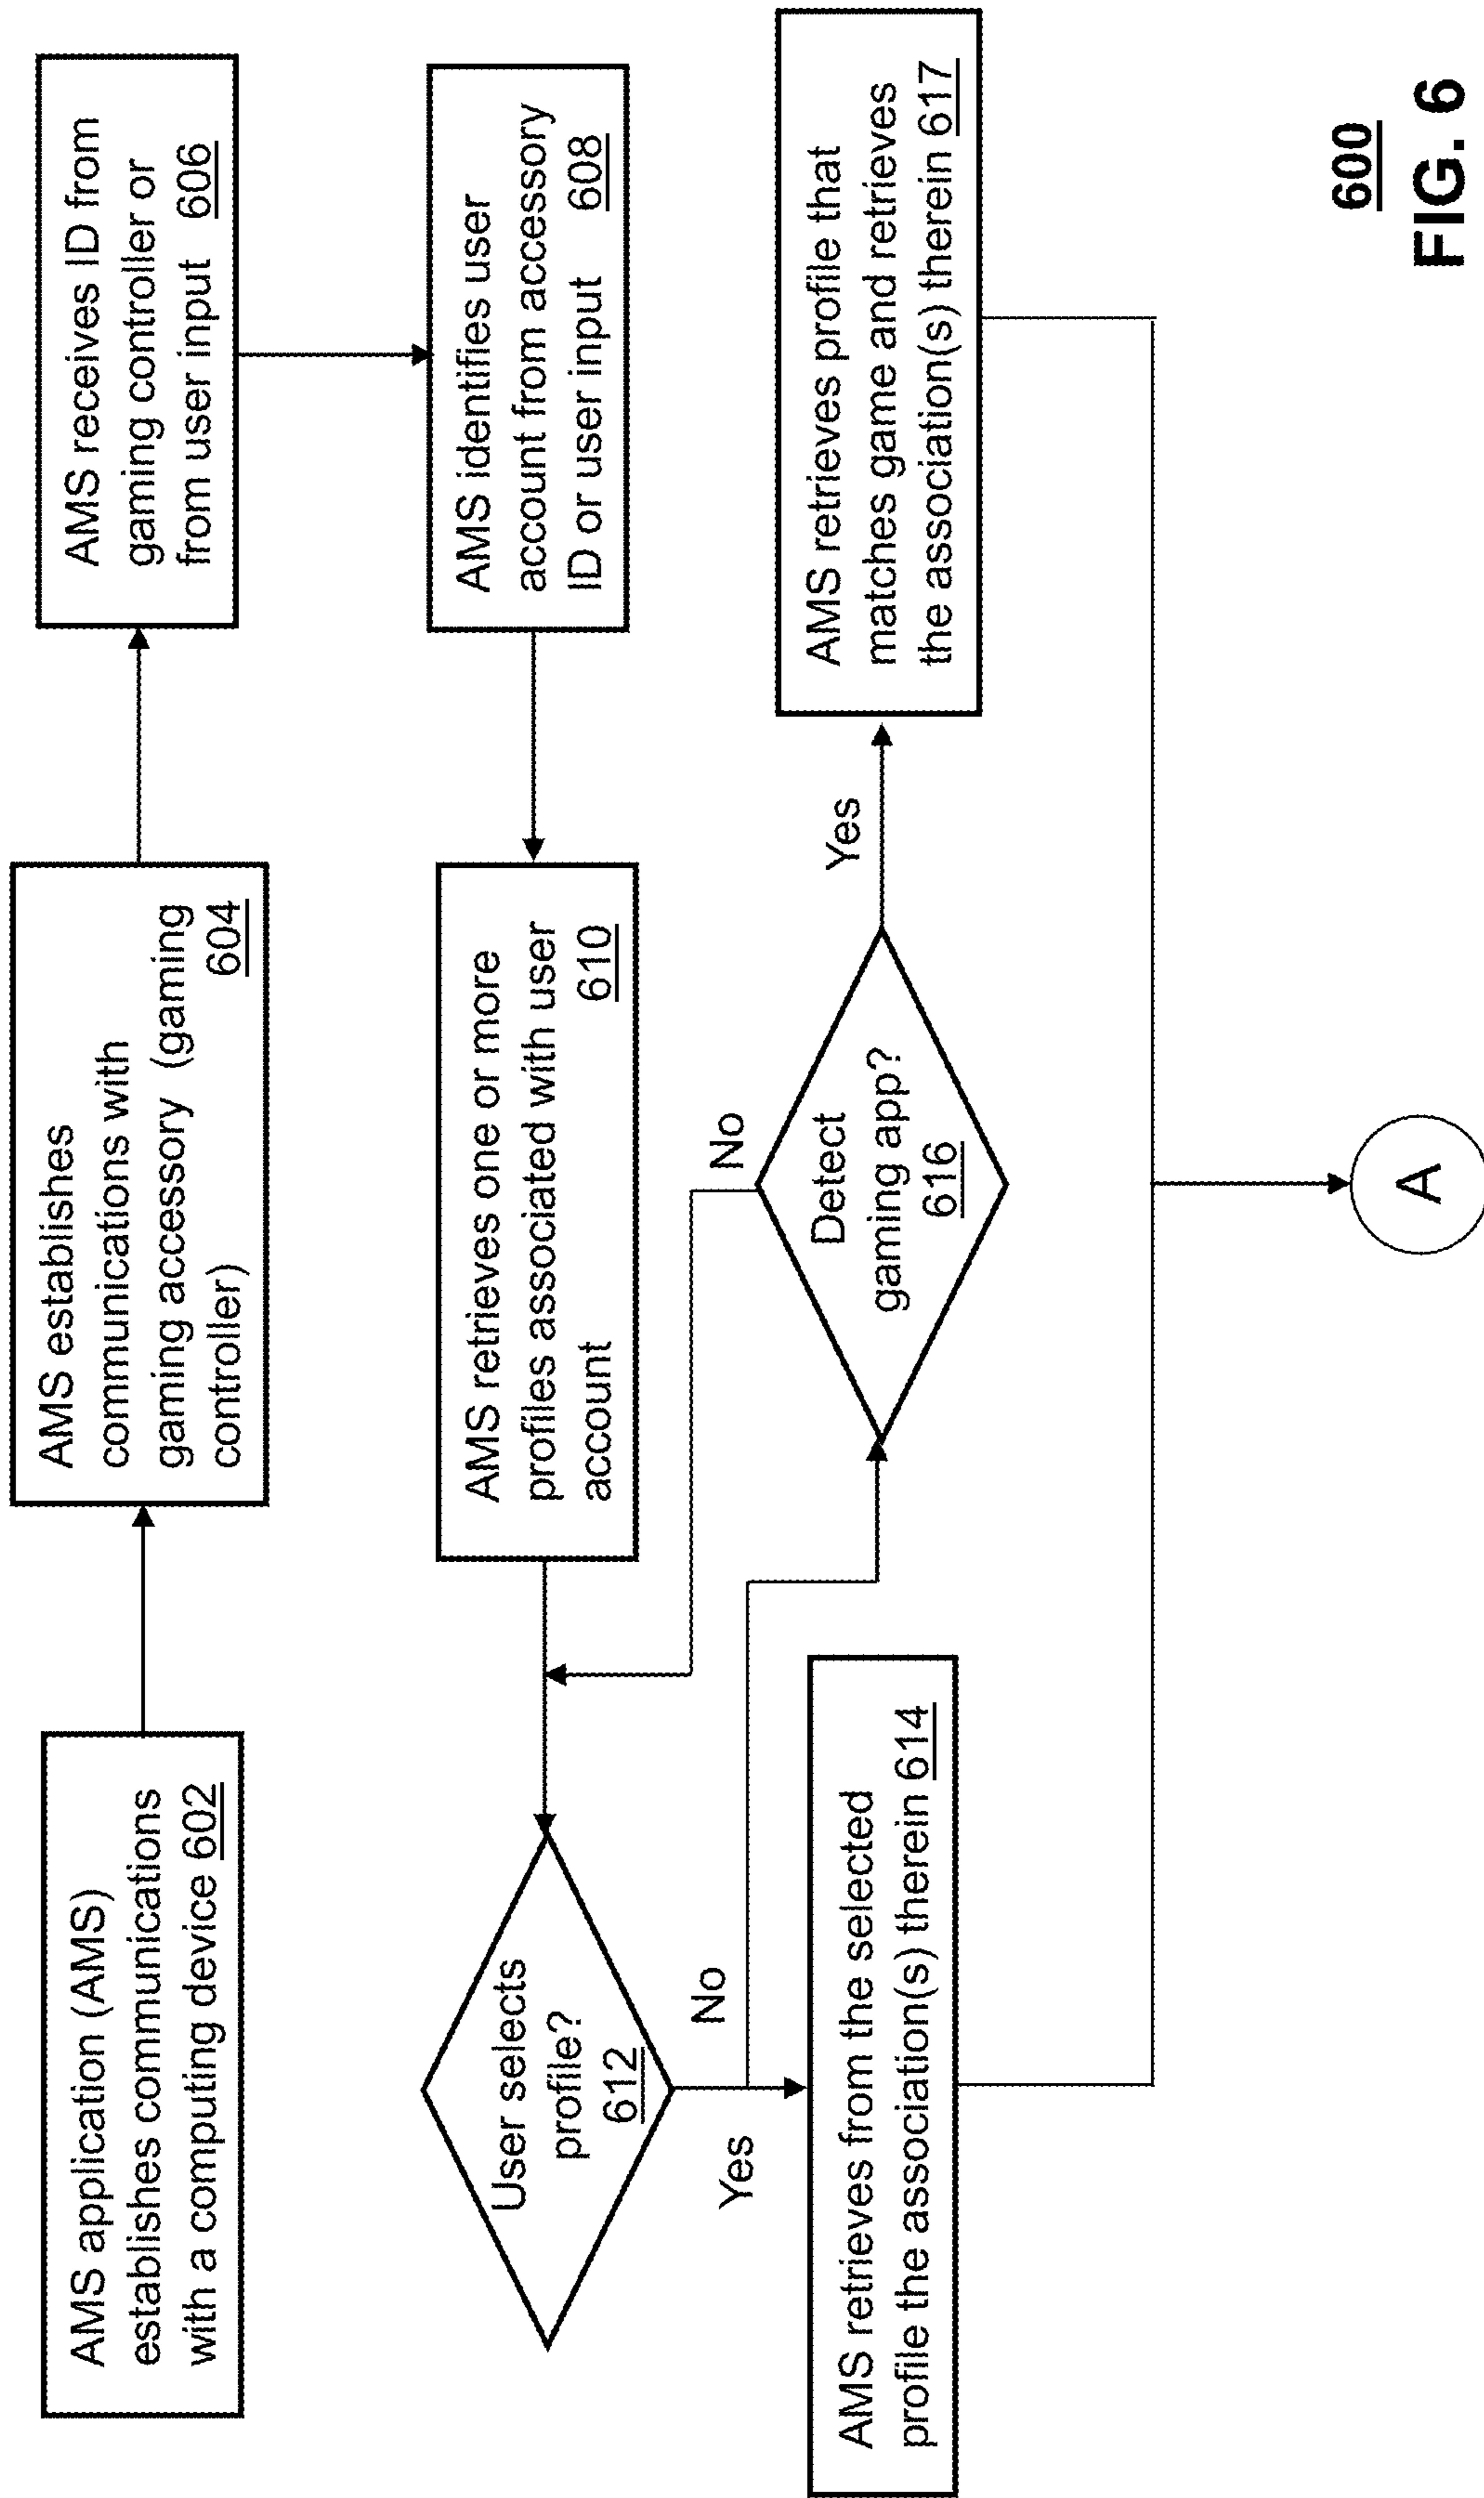 AMS application (AMS)
establishes communications
with a computing device 602
AMS establishes
communications with
gaming accessory (gaming
controller) 604
AMS receives ID from
gaming controller or
from user input 606
AMS identifies user
account from accessory
ID or user input 608
AMS retrieves one or more
profiles associated with user
account 610
User selects
profile?
612
No
Yes
AMS retrieves from the selected
profile the association(s) therein 614
No
Detect
gaming app?
616
Yes
AMS retrieves profile that
matches game and retrieves
the association(s) therein 617
A
600
FIG. 6